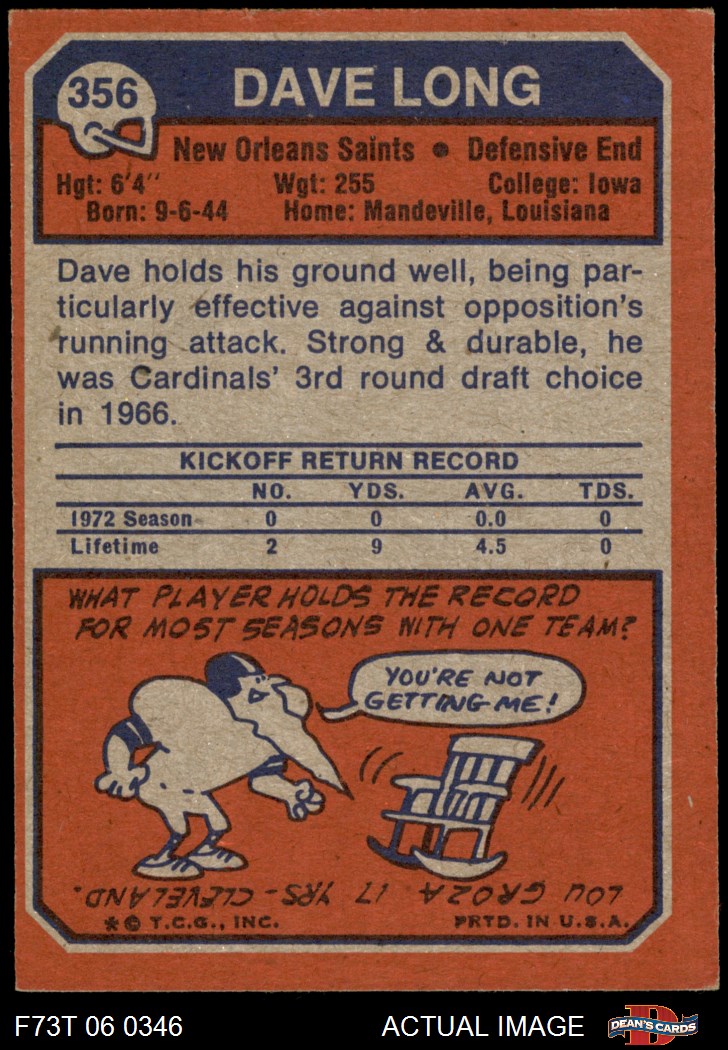 356
DAVE LONG
New Orleans Saints • Defensive End
Hgt: 6'4" Wgt: 255 College: Iowa
Born: 9-6-44 Home: Mandeville, Louisiana
Dave holds his ground well, being par-
ticularly effective against opposition's
running attack. Strong & durable, he
was Cardinals' 3rd round draft choice
in 1966.
KICKOFF RETURN RECORD
NO. YDS. AVG. TDS.
1972 Season 0 0 0.0 0
Lifetime 2 9 4.5 0
WHAT PLAYER HOLDS THE RECORD
FOR MOST SEASONS WITH ONE TEAM?
YOU'RE NOT
GETTING ME!
LOU GROZA 17 YRS - CLEVELAND.
* © T.C.G., INC. PRTD. IN U.S.A.
F73T 06 0346 ACTUAL IMAGE DEAN'S CARDS